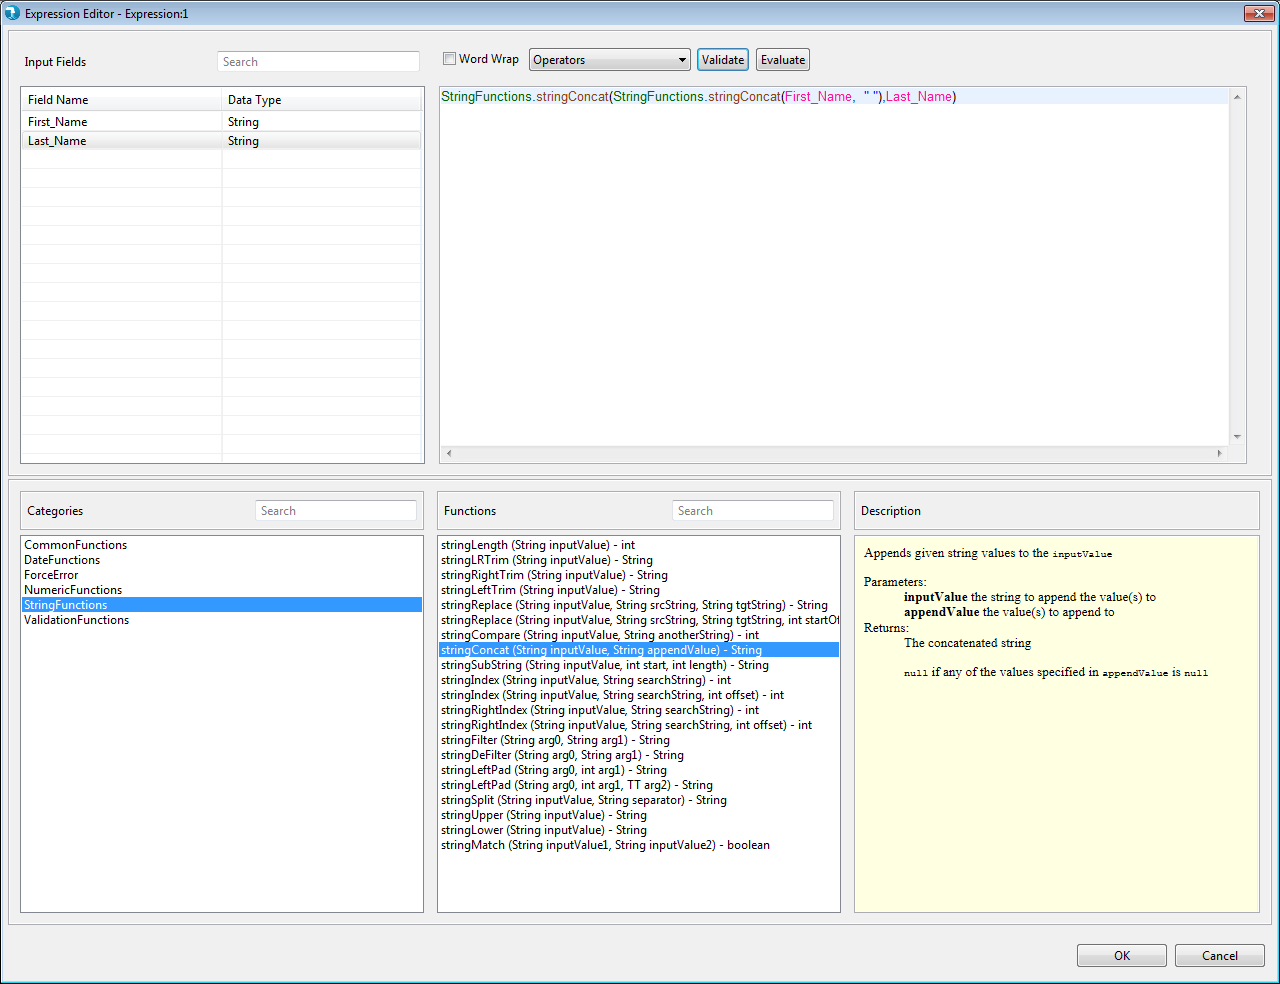 Expression Editor - Expression:1
Input Fields
Search
Word Wrap
Operators
Validate
Evaluate
Field Name Data Type
First_Name String
Last_Name String
StringFunctions.stringConcat(StringFunctions.stringConcat(First_Name, " "),Last_Name)
Categories
Search
CommonFunctions
DateFunctions
ForceError
NumericFunctions
StringFunctions
ValidationFunctions
Functions
Search
stringLength (String inputValue) - int
stringLRTrim (String inputValue) - String
stringRightTrim (String inputValue) - String
stringLeftTrim (String inputValue) - String
stringReplace (String inputValue, String srcString, String tgtString) - String
stringReplace (String inputValue, String srcString, String tgtString, int startOf
stringCompare (String inputValue, String anotherString) - int
stringConcat (String inputValue, String appendValue) - String
stringSubString (String inputValue, int start, int length) - String
stringIndex (String inputValue, String searchString) - int
stringIndex (String inputValue, String searchString, int offset) - int
stringRightIndex (String inputValue, String searchString) - int
stringRightIndex (String inputValue, String searchString, int offset) - int
stringFilter (String arg0, String arg1) - String
stringDeFilter (String arg0, String arg1) - String
stringLeftPad (String arg0, int arg1) - String
stringLeftPad (String arg0, int arg1, TT arg2) - String
stringSplit (String inputValue, String separator) - String
stringUpper (String inputValue) - String
stringLower (String inputValue) - String
stringMatch (String inputValue1, String inputValue2) - boolean
Description
Appends given string values to the inputValue
Parameters:
inputValue the string to append the value(s) to
appendValue the value(s) to append to
Returns:
The concatenated string
null if any of the values specified in appendValue is null
OK
Cancel